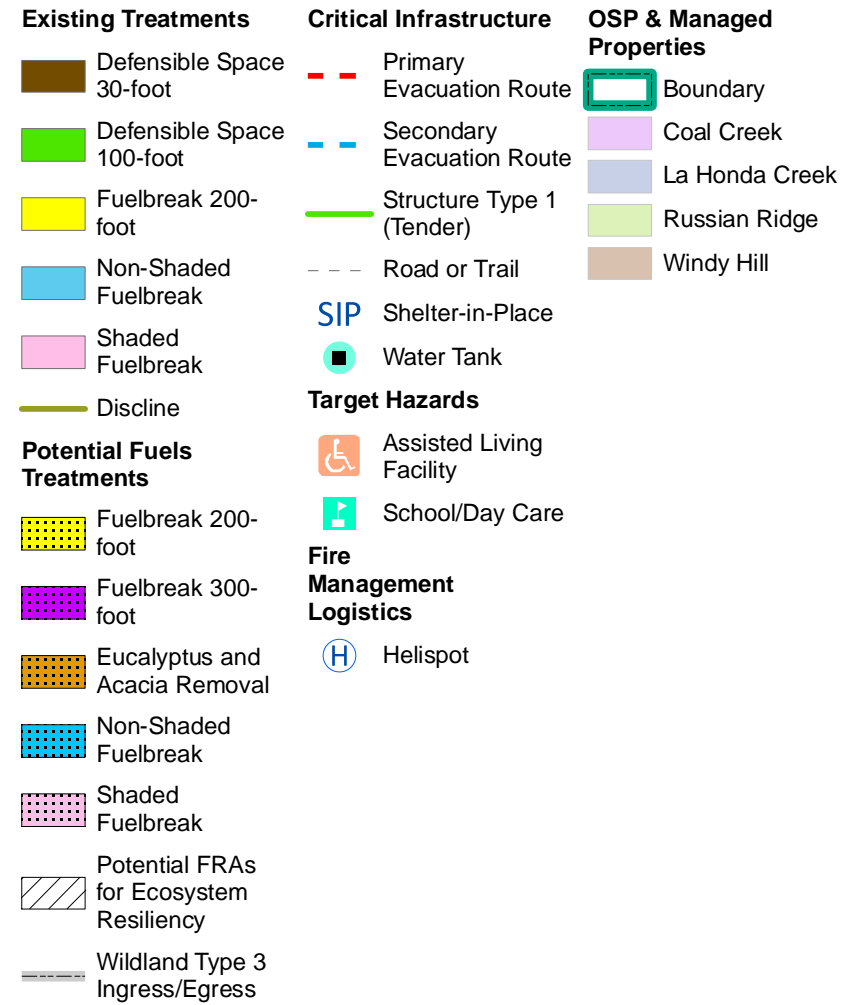 Existing Treatments
Defensible Space
30-foot
Defensible Space
100-foot
Fuelbreak 200-
foot
Non-Shaded
Fuelbreak
Shaded
Fuelbreak
Discline
Potential Fuels
Treatments
Fuelbreak 200-
foot
Fuelbreak 300-
foot
Eucalyptus and
Acacia Removal
Non-Shaded
Fuelbreak
Shaded
Fuelbreak
Potential FRAs
for Ecosystem
Resiliency
Wildland Type 3
Ingress/Egress
Critical Infrastructure
Primary
Evacuation Route
Secondary
Evacuation Route
Structure Type 1
(Tender)
Road or Trail
SIP Shelter-in-Place
Water Tank
Target Hazards
Assisted Living
Facility
School/Day Care
Fire
Management
Logistics
H Helispot
OSP & Managed
Properties
Boundary
Coal Creek
La Honda Creek
Russian Ridge
Windy Hill